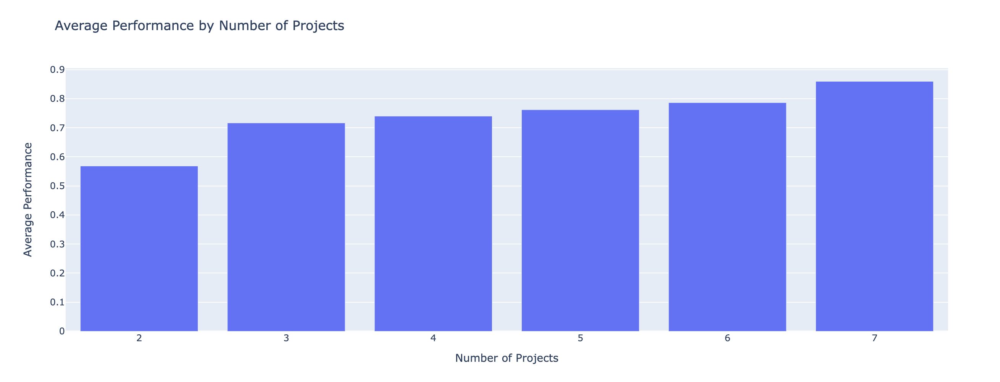 Average Performance by Number of Projects
Average Performance
0.9
0.8
0.7
0.6
0.5
0.4
0.3
0.2
0.1
0
2 3 4 5 6 7
Number of Projects